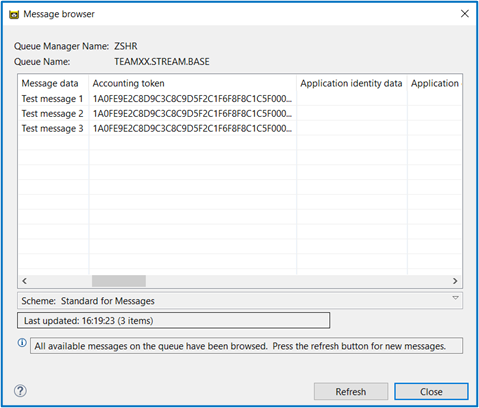 Message browser
Queue Manager Name: ZSHR
Queue Name: TEAMXX.STREAM.BASE
Message data Accounting token Application identity data Application
Test message 1 1A0FE9E2C8D9C3C8C9D5F2C1F6F8F8C1C5F000...
Test message 2 1A0FE9E2C8D9C3C8C9D5F2C1F6F8F8C1C5F000...
Test message 3 1A0FE9E2C8D9C3C8C9D5F2C1F6F8F8C1C5F000...
Scheme: Standard for Messages
Last updated: 16:19:23 (3 items)
All available messages on the queue have been browsed. Press the refresh button for new messages.
Refresh Close